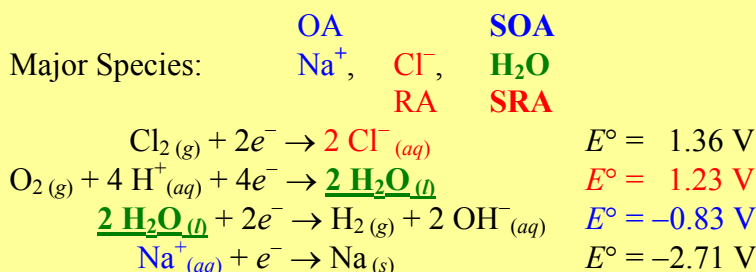 OA SOA
Major Species: Na⁺, Cl⁻, H₂O
RA SRA
Cl₂ (g) + 2e⁻ → 2 Cl⁻ (aq) E° = 1.36 V
O₂ (g) + 4 H⁺(aq) + 4e⁻ → 2 H₂O (l) E° = 1.23 V
2 H₂O (l) + 2e⁻ → H₂ (g) + 2 OH⁻(aq) E° = –0.83 V
Na⁺(aq) + e⁻ → Na (s) E° = –2.71 V